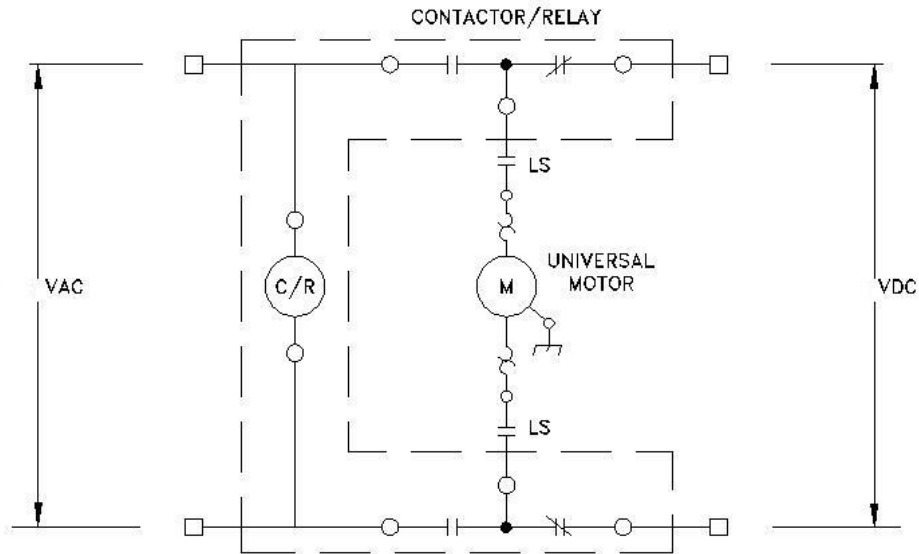 CONTACTOR/RELAY
LS
VAC
C/R
M
UNIVERSAL
MOTOR
VDC
LS